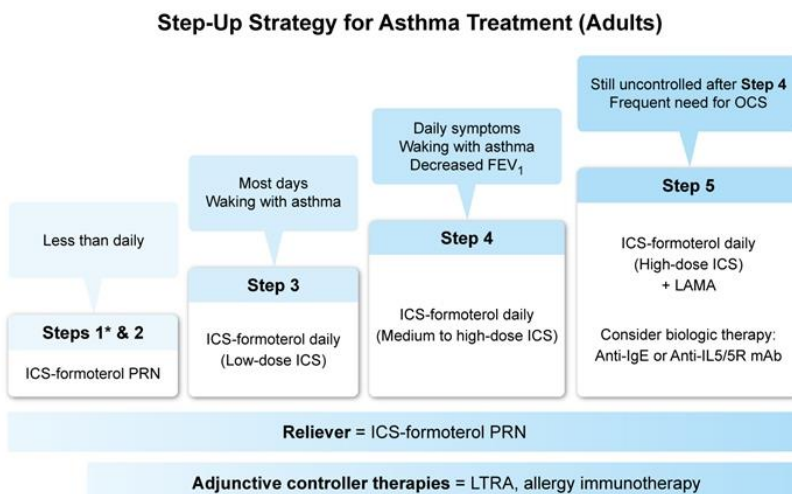 Step-Up Strategy for Asthma Treatment (Adults)
Still uncontrolled after Step 4
Frequent need for OCS
Daily symptoms
Waking with asthma
Decreased FEV₁
Most days
Waking with asthma
Less than daily
Steps 1* & 2
ICS-formoterol PRN
Step 3
ICS-formoterol daily
(Low-dose ICS)
Step 4
ICS-formoterol daily
(Medium to high-dose ICS)
Step 5
ICS-formoterol daily
(High-dose ICS)
+ LAMA
Consider biologic therapy:
Anti-IgE or Anti-IL5/5R mAb
Reliever = ICS-formoterol PRN
Adjunctive controller therapies = LTRA, allergy immunotherapy